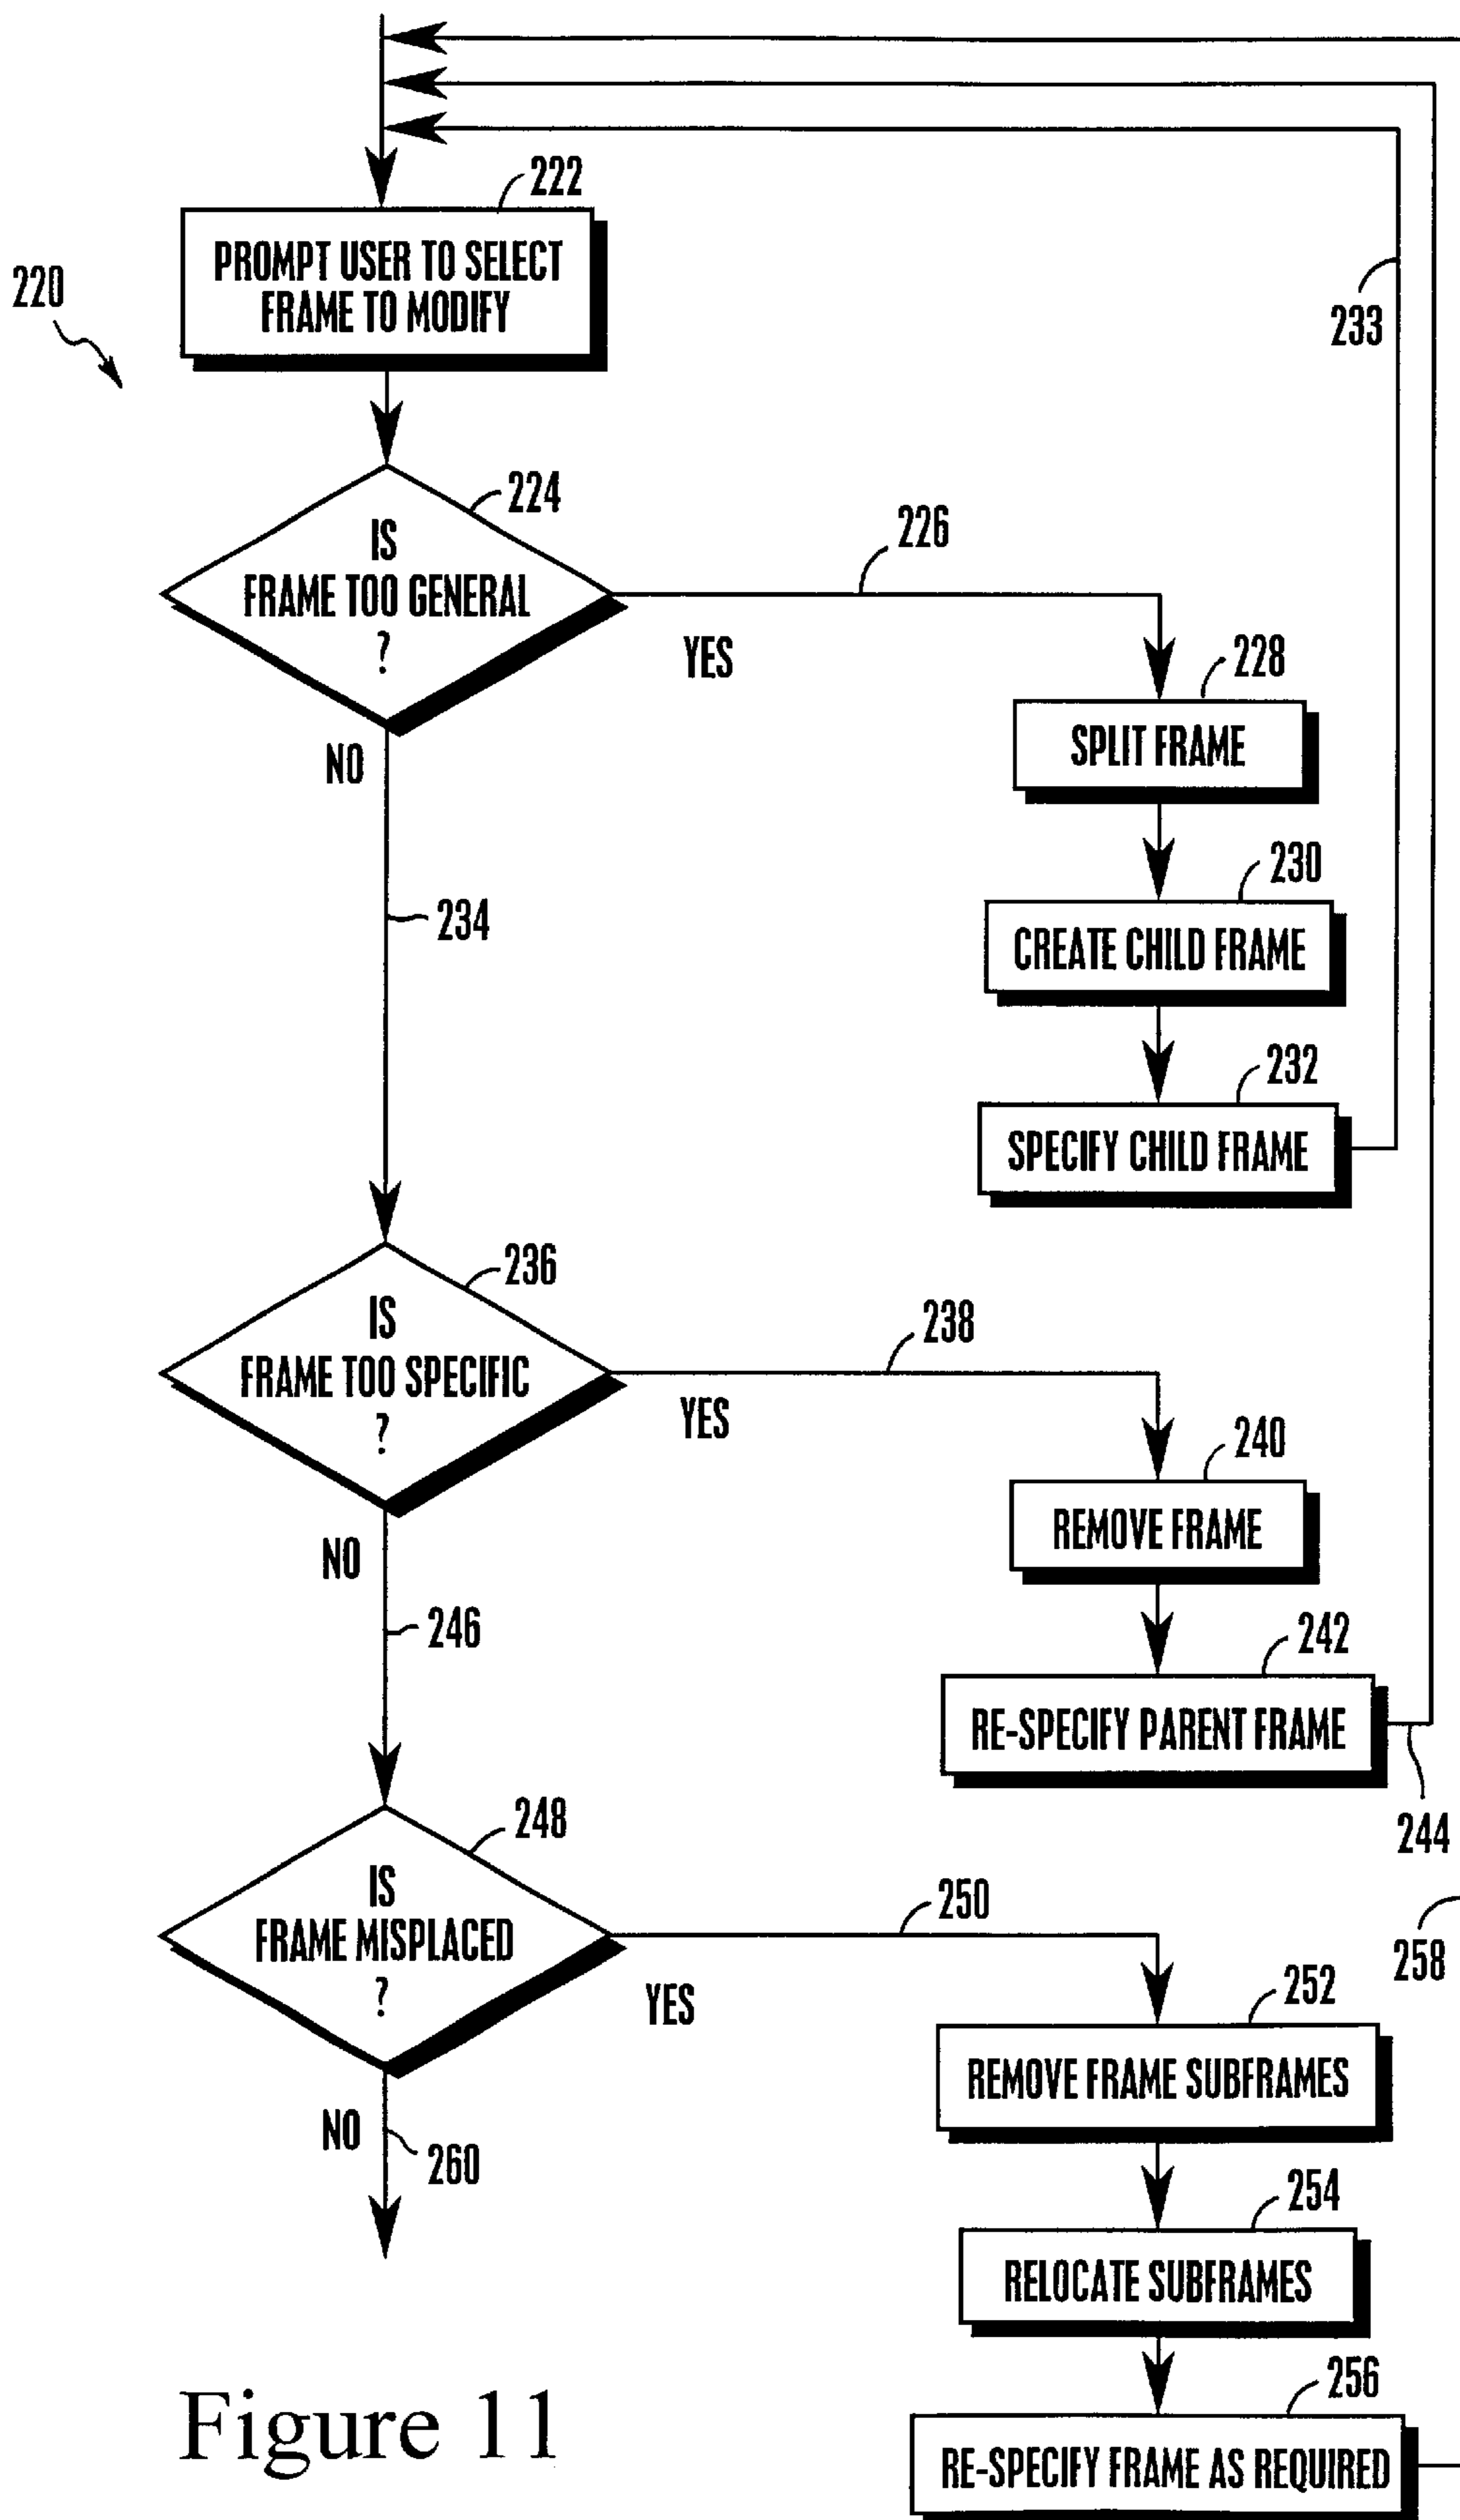 222
PROMPT USER TO SELECT
FRAME TO MODIFY
220
233
224
IS
FRAME TOO GENERAL
?
226
YES
228
SPLIT FRAME
NO
230
CREATE CHILD FRAME
234
232
SPECIFY CHILD FRAME
236
IS
FRAME TOO SPECIFIC
?
238
YES
240
REMOVE FRAME
NO
246
242
RE-SPECIFY PARENT FRAME
244
248
IS
FRAME MISPLACED
?
250
YES
258
252
REMOVE FRAME SUBFRAMES
NO
260
254
RELOCATE SUBFRAMES
256
RE-SPECIFY FRAME AS REQUIRED
Figure 11